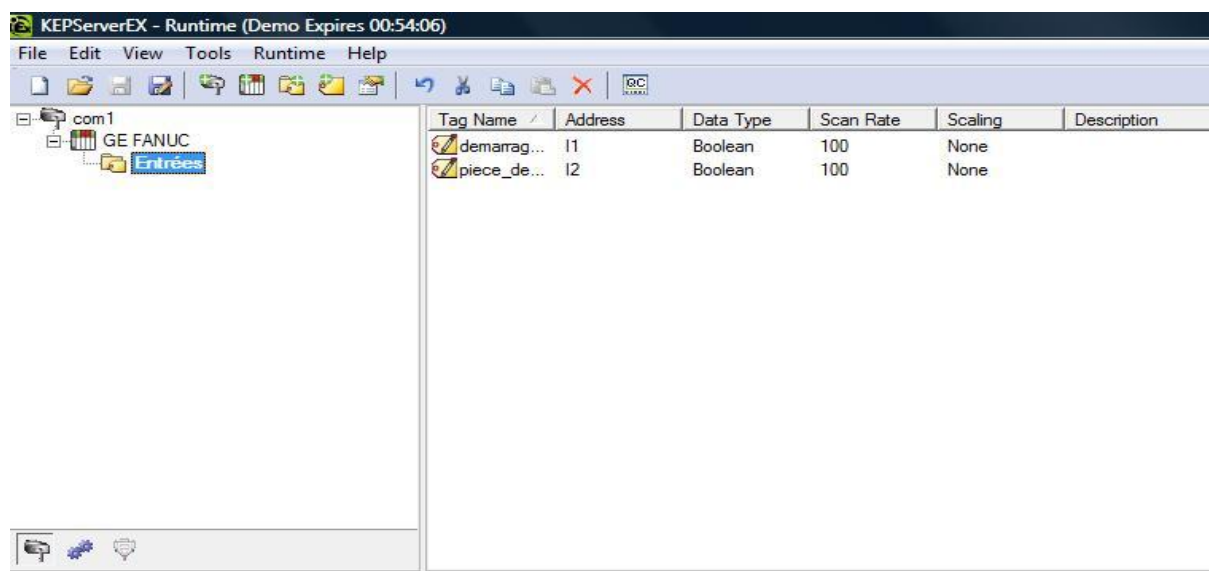 KEPServerEX - Runtime (Demo Expires 00:54:06)
File Edit View Tools Runtime Help
QC
com1
GE FANUC
Entrées
Tag Name Address Data Type Scan Rate Scaling Description
demarrag... I1 Boolean 100 None
piece_de... I2 Boolean 100 None